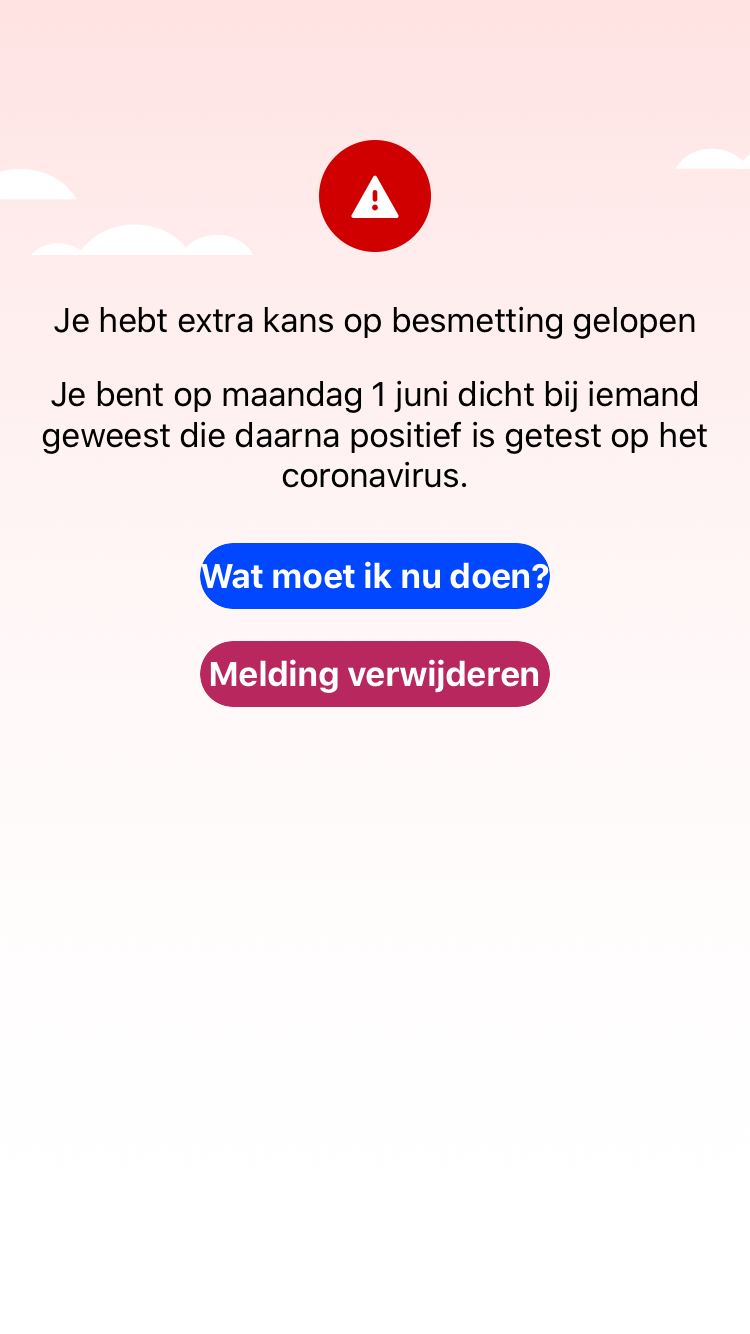 Je hebt extra kans op besmetting gelopen
Je bent op maandag 1 juni dicht bij iemand
geweest die daarna positief is getest op het
coronavirus.
Wat moet ik nu doen?
Melding verwijderen